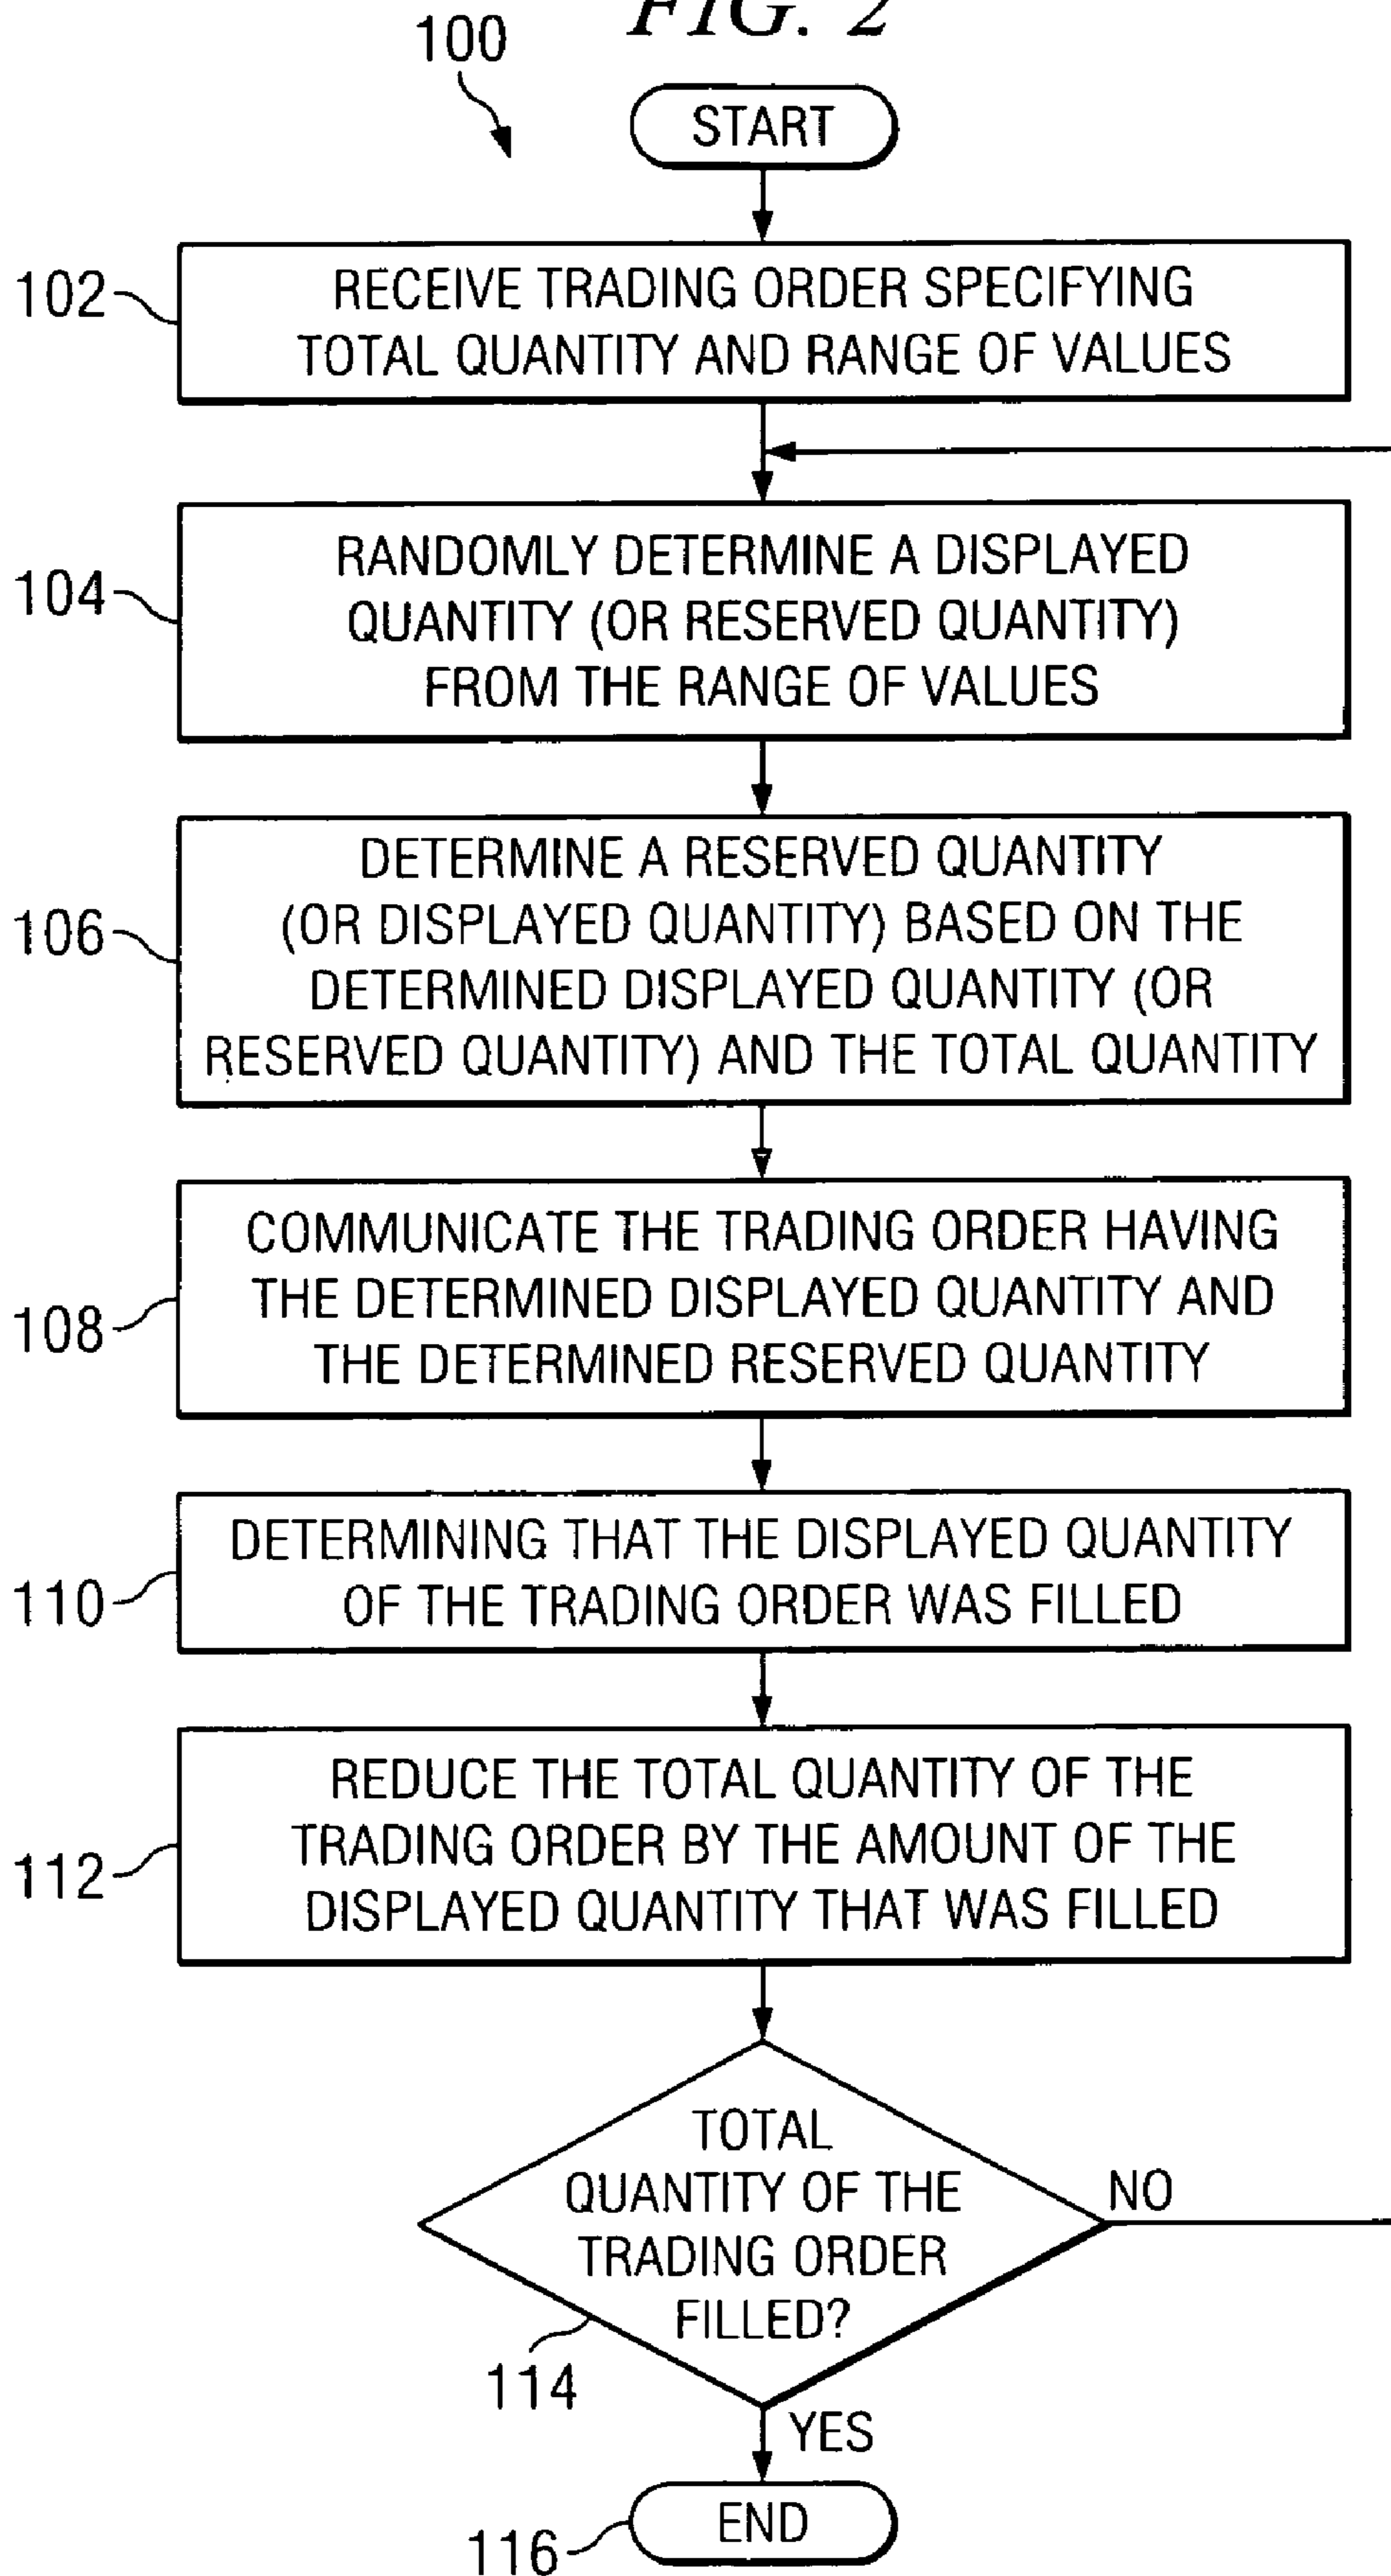 FIG. 2
100
START
102
RECEIVE TRADING ORDER SPECIFYING
TOTAL QUANTITY AND RANGE OF VALUES
104
RANDOMLY DETERMINE A DISPLAYED
QUANTITY (OR RESERVED QUANTITY)
FROM THE RANGE OF VALUES
106
DETERMINE A RESERVED QUANTITY
(OR DISPLAYED QUANTITY) BASED ON THE
DETERMINED DISPLAYED QUANTITY (OR
RESERVED QUANTITY) AND THE TOTAL QUANTITY
108
COMMUNICATE THE TRADING ORDER HAVING
THE DETERMINED DISPLAYED QUANTITY AND
THE DETERMINED RESERVED QUANTITY
110
DETERMINING THAT THE DISPLAYED QUANTITY
OF THE TRADING ORDER WAS FILLED
112
REDUCE THE TOTAL QUANTITY OF THE
TRADING ORDER BY THE AMOUNT OF THE
DISPLAYED QUANTITY THAT WAS FILLED
TOTAL
QUANTITY OF THE
TRADING ORDER
FILLED?
NO
114
YES
END
116